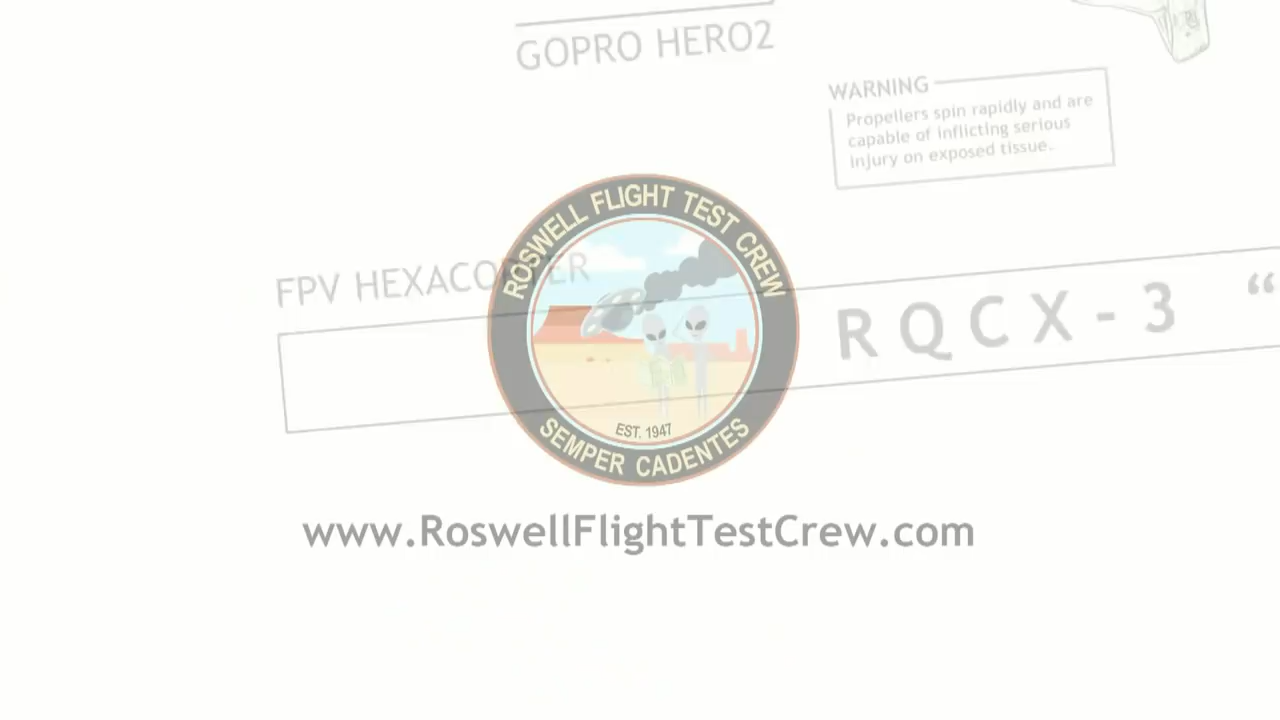 GOPRO HERO2
WARNING
Propellers spin rapidly and are
capable of inflicting serious
injury on exposed tissue.
ROSWELL FLIGHT TEST CREW
FPV HEXACOPTER
RQCX-3 “
EST. 1947
SEMPER CADENTES
www.RoswellFlightTestCrew.com